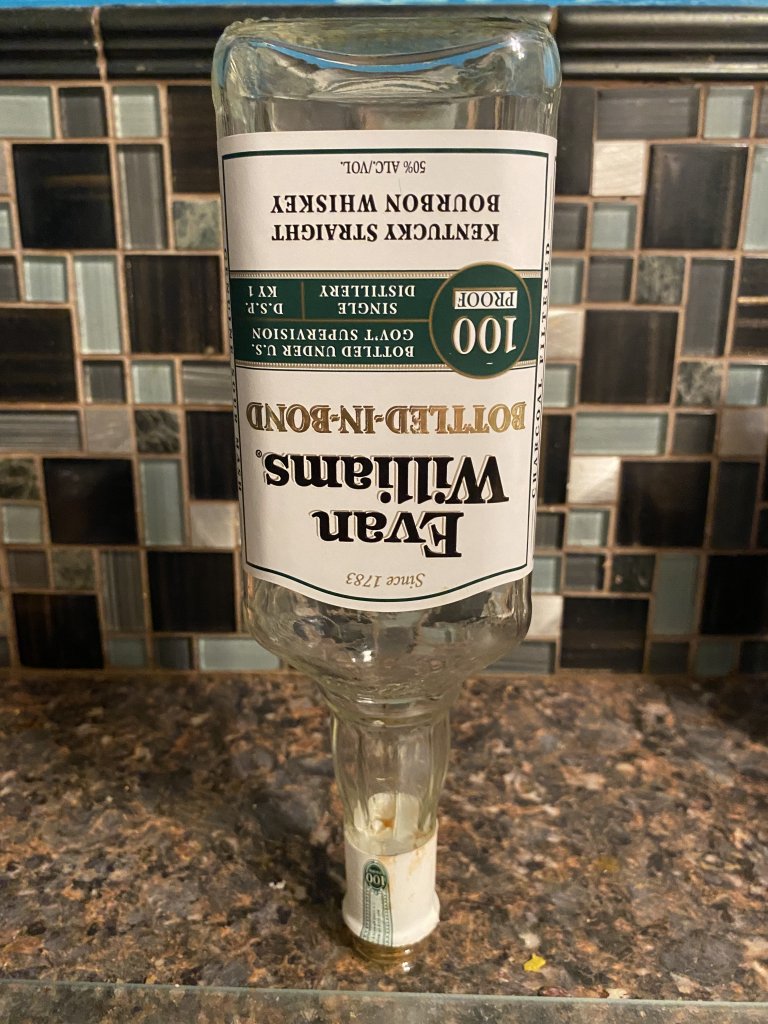 Since 1783
Evan
Williams®
BOTTLED-IN-BOND
100
PROOF
BOTTLED UNDER U.S.
GOV'T SUPERVISION
SINGLE
DISTILLERY
D.S.P.
KY 1
KENTUCKY STRAIGHT
BOURBON WHISKEY
50% ALC./VOL.
CHARCOAL FILTERED
100